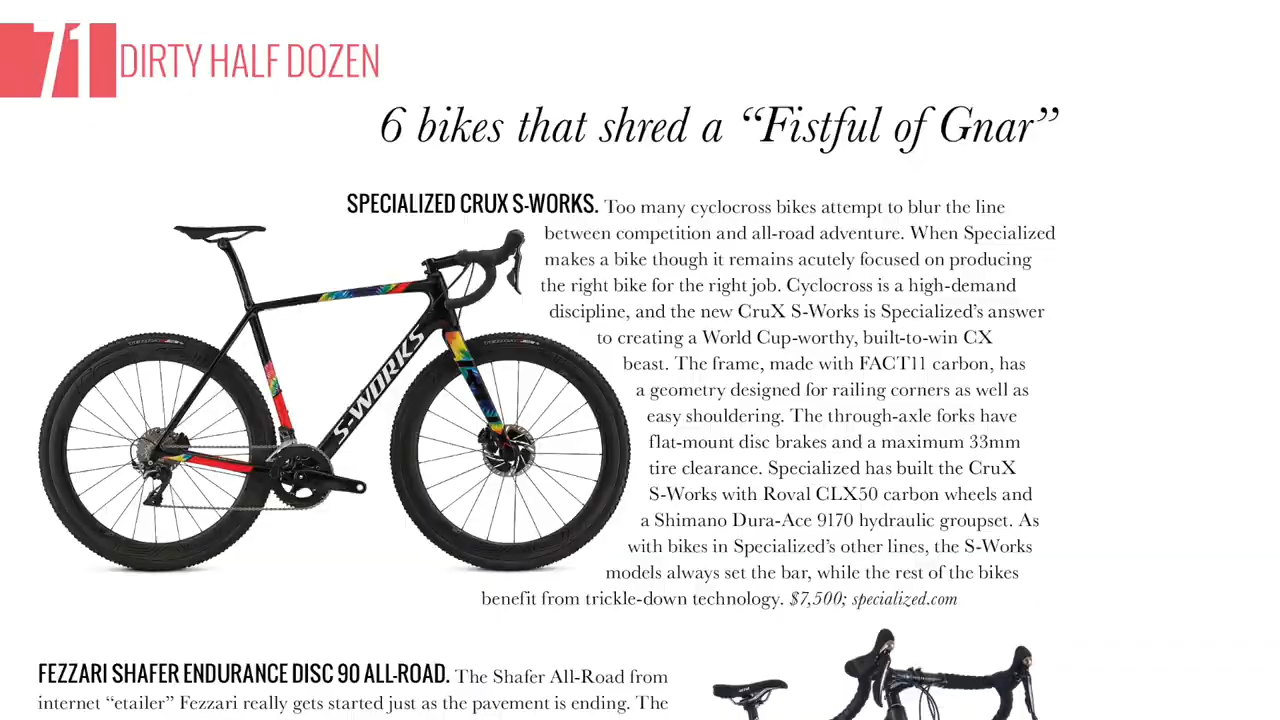 71 DIRTY HALF DOZEN
6 bikes that shred a “Fistful of Gnar”
SPECIALIZED CRUX S-WORKS. Too many cyclocross bikes attempt to blur the line
between competition and all-road adventure. When Specialized
makes a bike though it remains acutely focused on producing
the right bike for the right job. Cyclocross is a high-demand
discipline, and the new CruX S-Works is Specialized’s answer
to creating a World Cup-worthy, built-to-win CX
beast. The frame, made with FACT11 carbon, has
a geometry designed for railing corners as well as
easy shouldering. The through-axle forks have
flat-mount disc brakes and a maximum 33mm
tire clearance. Specialized has built the CruX
S-Works with Roval CLX50 carbon wheels and
a Shimano Dura-Ace 9170 hydraulic groupset. As
with bikes in Specialized’s other lines, the S-Works
models always set the bar, while the rest of the bikes
benefit from trickle-down technology. $7,500; specialized.com
S-WORKS
FEZZARI SHAFER ENDURANCE DISC 90 ALL-ROAD. The Shafer All-Road from
internet “etailer” Fezzari really gets started just as the pavement is ending. The